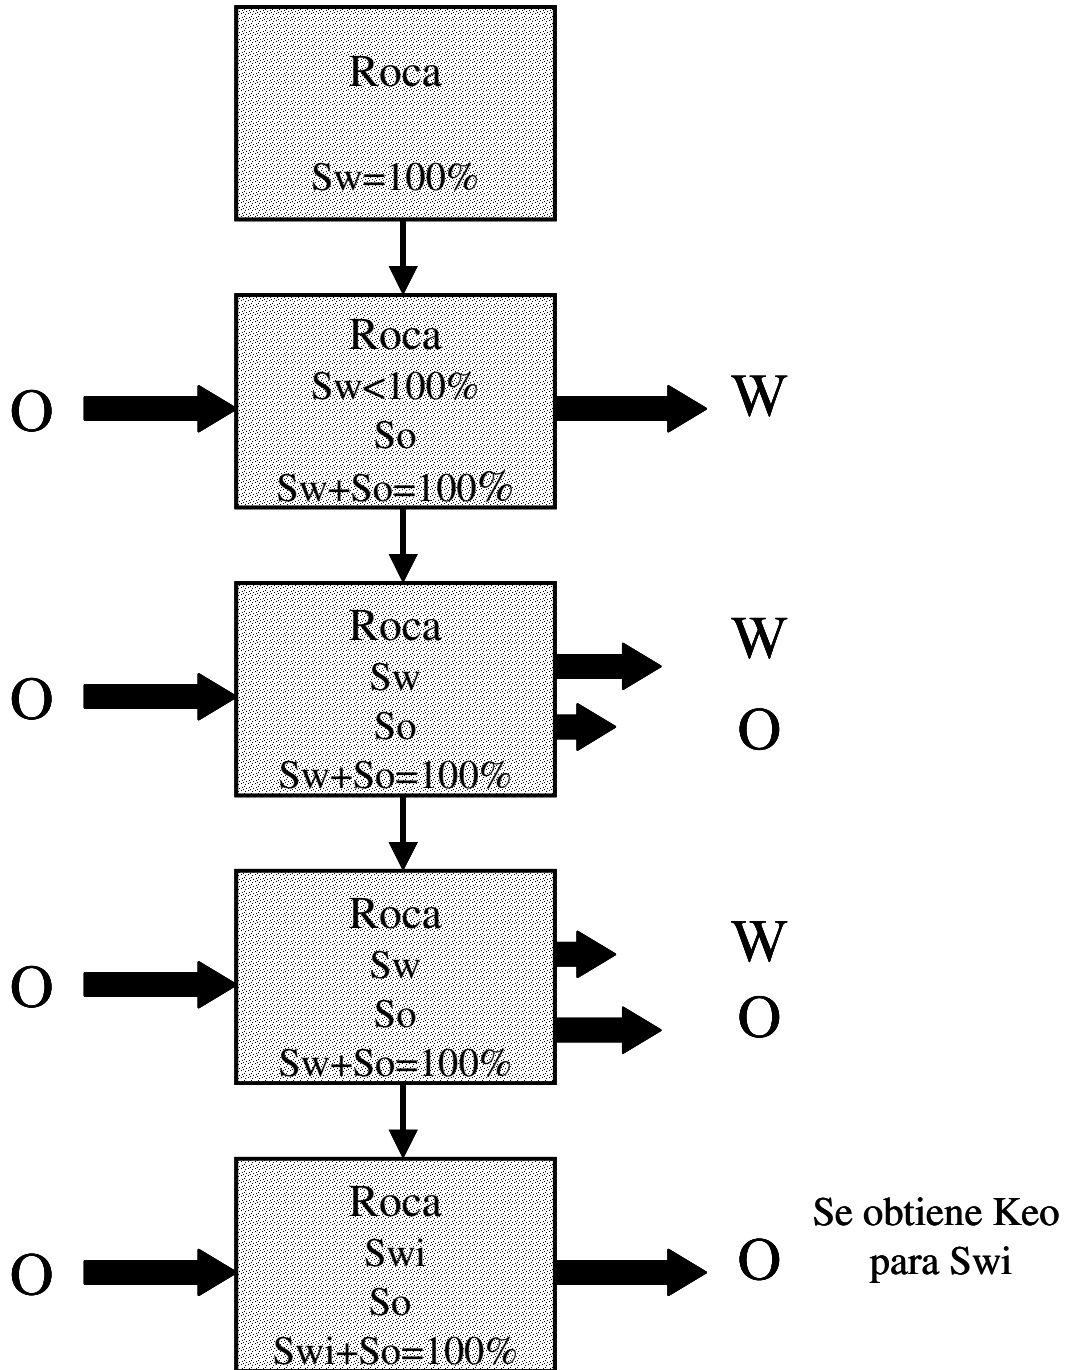 Roca
Sw=100%
O
Roca
Sw<100%
So
Sw+So=100%
W
O
Roca
Sw
So
Sw+So=100%
W
O
O
Roca
Sw
So
Sw+So=100%
W
O
O
Roca
Swi
So
Swi+So=100%
O
Se obtiene Keo
para Swi